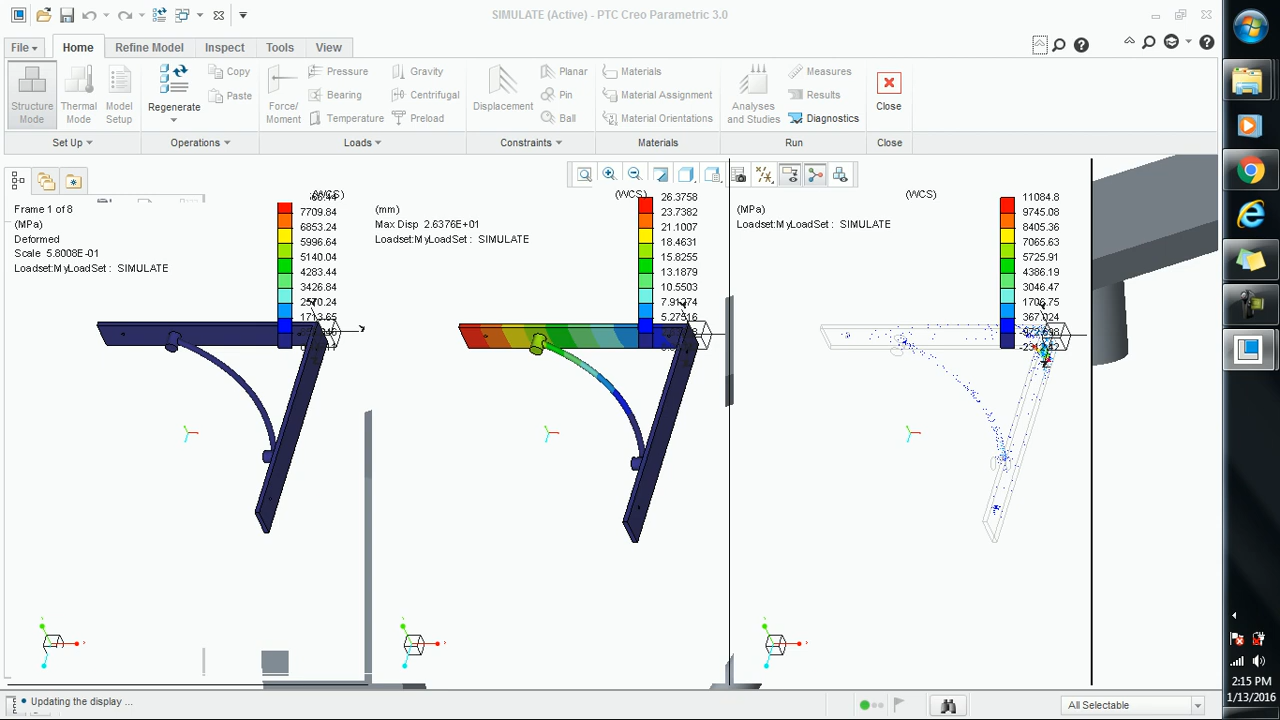 SIMULATE (Active) - PTC Creo Parametric 3.0
File Home Refine Model Inspect Tools View
Structure Mode
Thermal Mode
Model Setup
Regenerate
Copy
Paste
Force/ Moment
Pressure
Bearing
Temperature
Gravity
Centrifugal
Preload
Displacement
Planar
Pin
Ball
Materials
Material Assignment
Material Orientations
Analyses and Studies
Measures
Results
Diagnostics
Close
Set Up Operations Loads Constraints Materials Run Close
Frame 1 of 8
(MPa)
Deformed
Scale 5.8008E-01
Loadset:MyLoadSet : SIMULATE
(WCS)
7709.84
6853.24
5996.64
5140.04
4283.44
3426.84
2570.24
1713.65
(mm)
Max Disp 2.6376E+01
Loadset:MyLoadSet : SIMULATE
(WCS)
26.3758
23.7382
21.1007
18.4631
15.8255
13.1879
10.5503
7.91274
5.27516
(MPa)
Loadset:MyLoadSet : SIMULATE
(WCS)
11084.8
9745.08
8405.36
7065.63
5725.91
4386.19
3046.47
1706.75
367.024
Updating the display ...
All Selectable
2:15 PM
1/13/2016